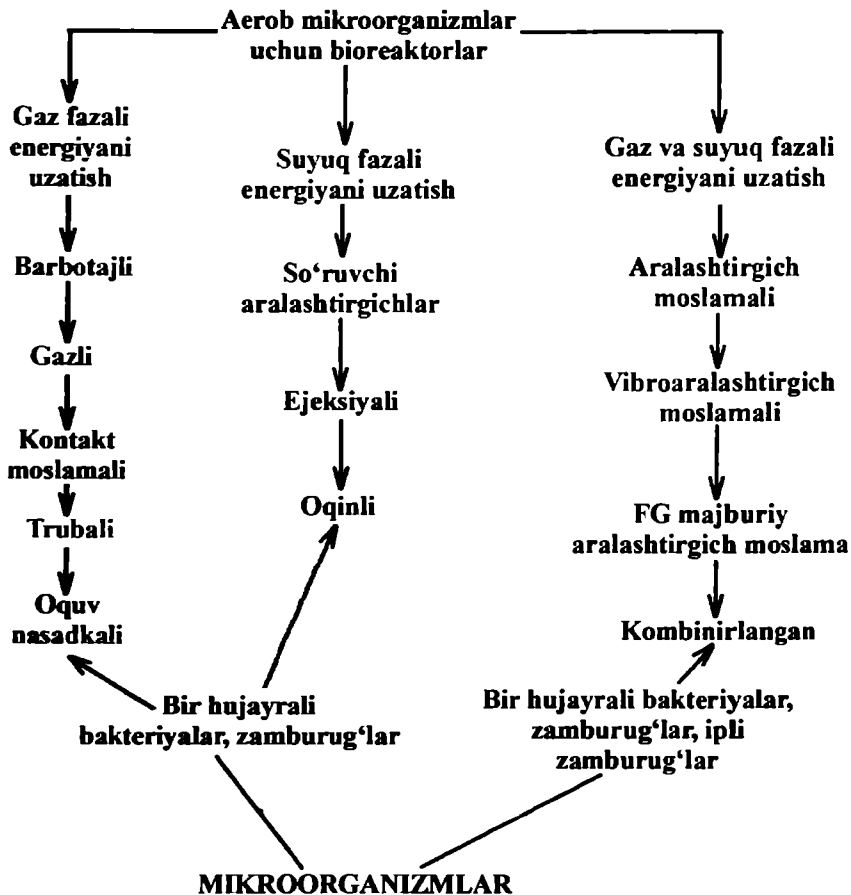 Aerob mikroorganizmlar
uchun bioreaktorlar
Gaz fazali
energiyani
uzatish
Barbotajli
Gazli
Kontakt
moslamali
Trubali
Oquv
nasadkali
Suyuq fazali
energiyani uzatish
So‘ruvchi
aralashtirgichlar
Ejeksiyali
Oqinli
Gaz va suyuq fazali
energiyani uzatish
Aralashtirgich
moslamali
Vibroaralashtirgich
moslamali
FG majburiy
aralashtirgich moslama
Kombinirlangan
Bir hujayrali
bakteriyalar, zamburug‘lar
Bir hujayrali bakteriyalar,
zamburug‘lar, ipli
zamburug‘lar
MIKROORGANIZMLAR